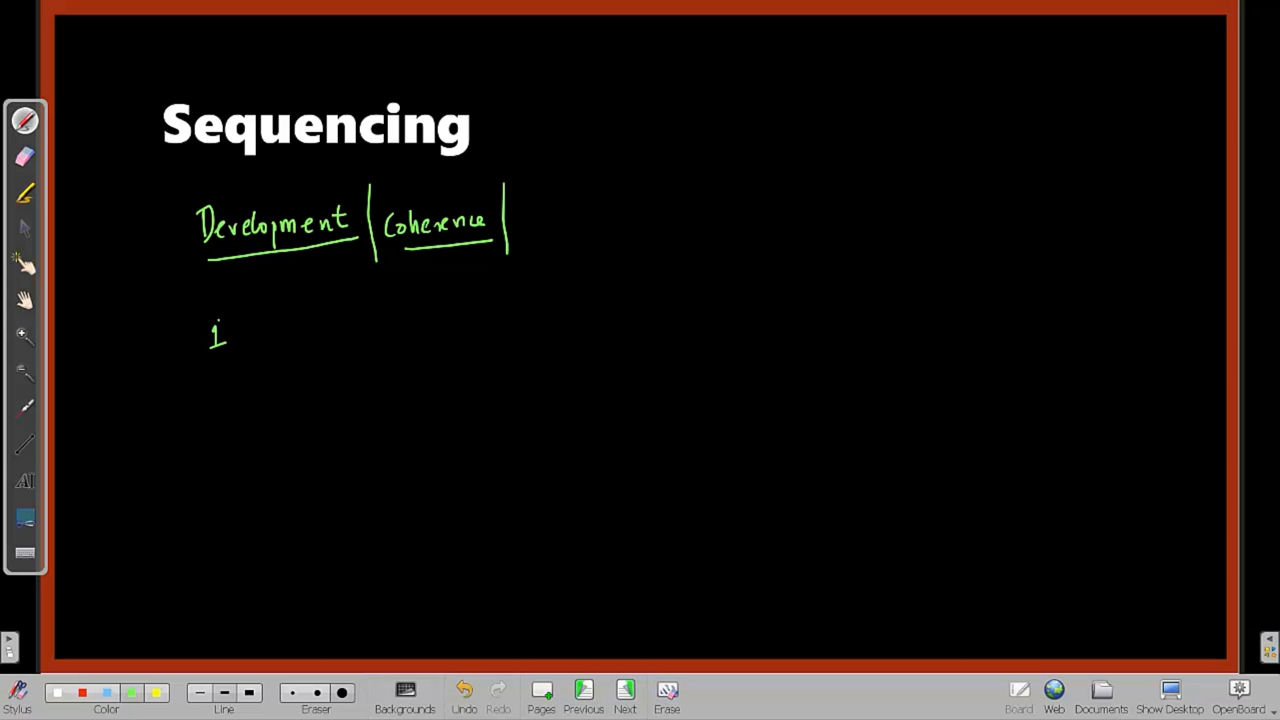 Sequencing
Development | Coherence |
1
AI
Stylus Color Line Eraser Backgrounds Undo Redo Pages Previous Next Erase Board Web Documents Show Desktop OpenBoard